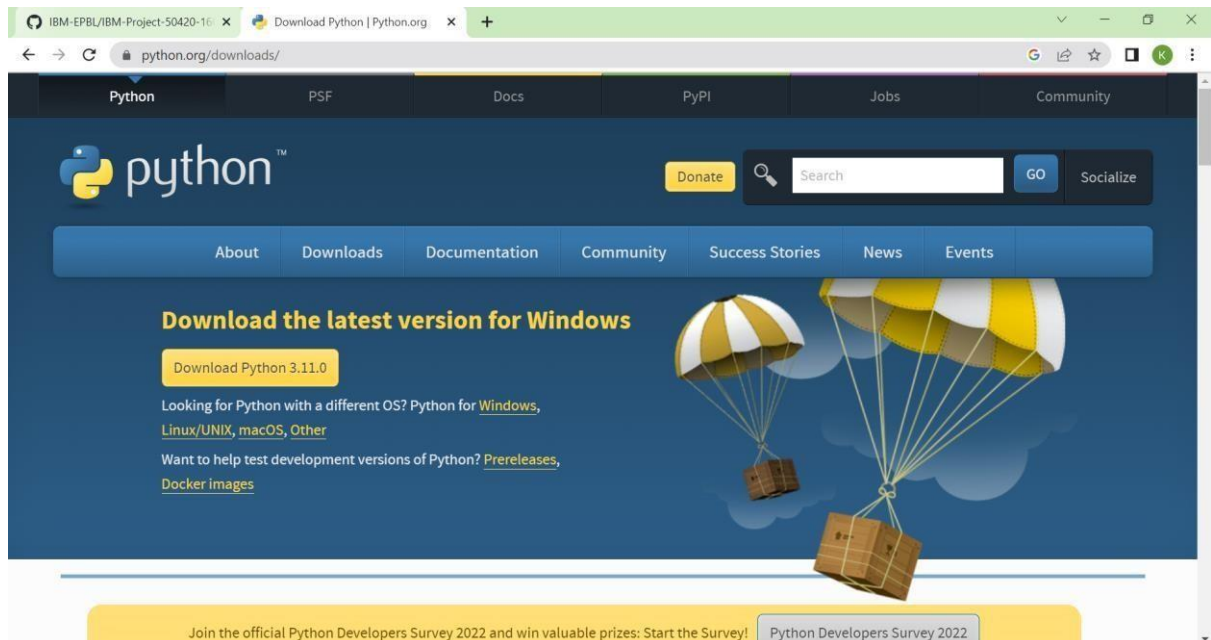 IBM-EPBL/IBM-Project-50420-16
Download Python | Python.org
python.org/downloads/
G
K
Python PSF Docs PyPI Jobs Community
python™
Donate Search GO Socialize
About Downloads Documentation Community Success Stories News Events
Download the latest version for Windows
Download Python 3.11.0
Looking for Python with a different OS? Python for Windows,
Linux/UNIX, macOS, Other
Want to help test development versions of Python? Prereleases,
Docker images
Join the official Python Developers Survey 2022 and win valuable prizes: Start the Survey! Python Developers Survey 2022